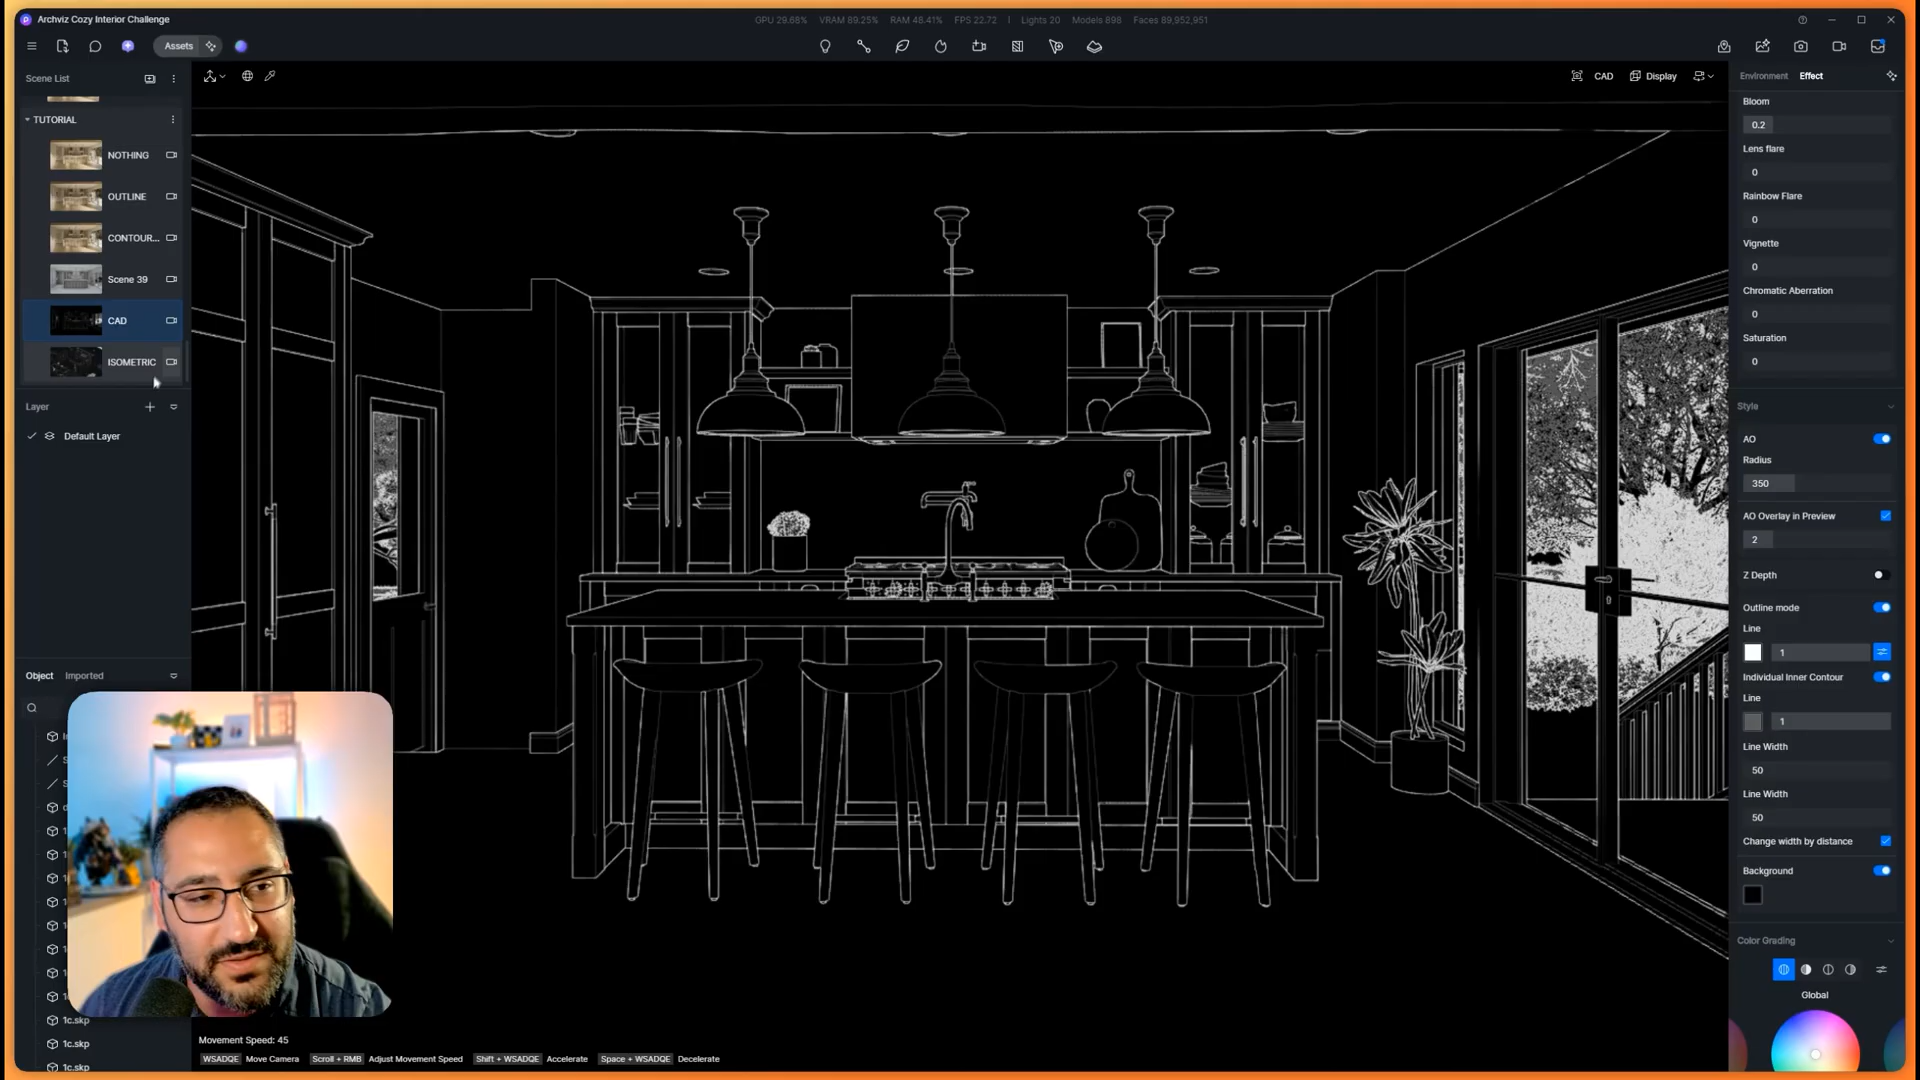 Archviz Cozy Interior Challenge
GPU 29.68% VRAM 89.25% RAM 48.41% FPS 22.72 | Lights 20 Models 898 Faces 89,952,951
Assets
Scene List
CAD
Display
Environment
Effect
TUTORIAL
NOTHING
OUTLINE
CONTOUR...
Scene 39
CAD
ISOMETRIC
Layer
Default Layer
Object
Imported
1c.skp
1c.skp
1c.skp
Bloom
0.2
Lens flare
0
Rainbow Flare
0
Vignette
0
Chromatic Aberration
0
Saturation
0
Style
AO
Radius
350
AO Overlay in Preview
2
Z Depth
Outline mode
Line
1
Individual Inner Contour
Line
1
Line Width
50
Line Width
50
Change width by distance
Background
Color Grading
Global
Movement Speed: 45
WSADQE Move Camera Scroll + RMB Adjust Movement Speed Shift + WSADQE Accelerate Space + WSADQE Decelerate